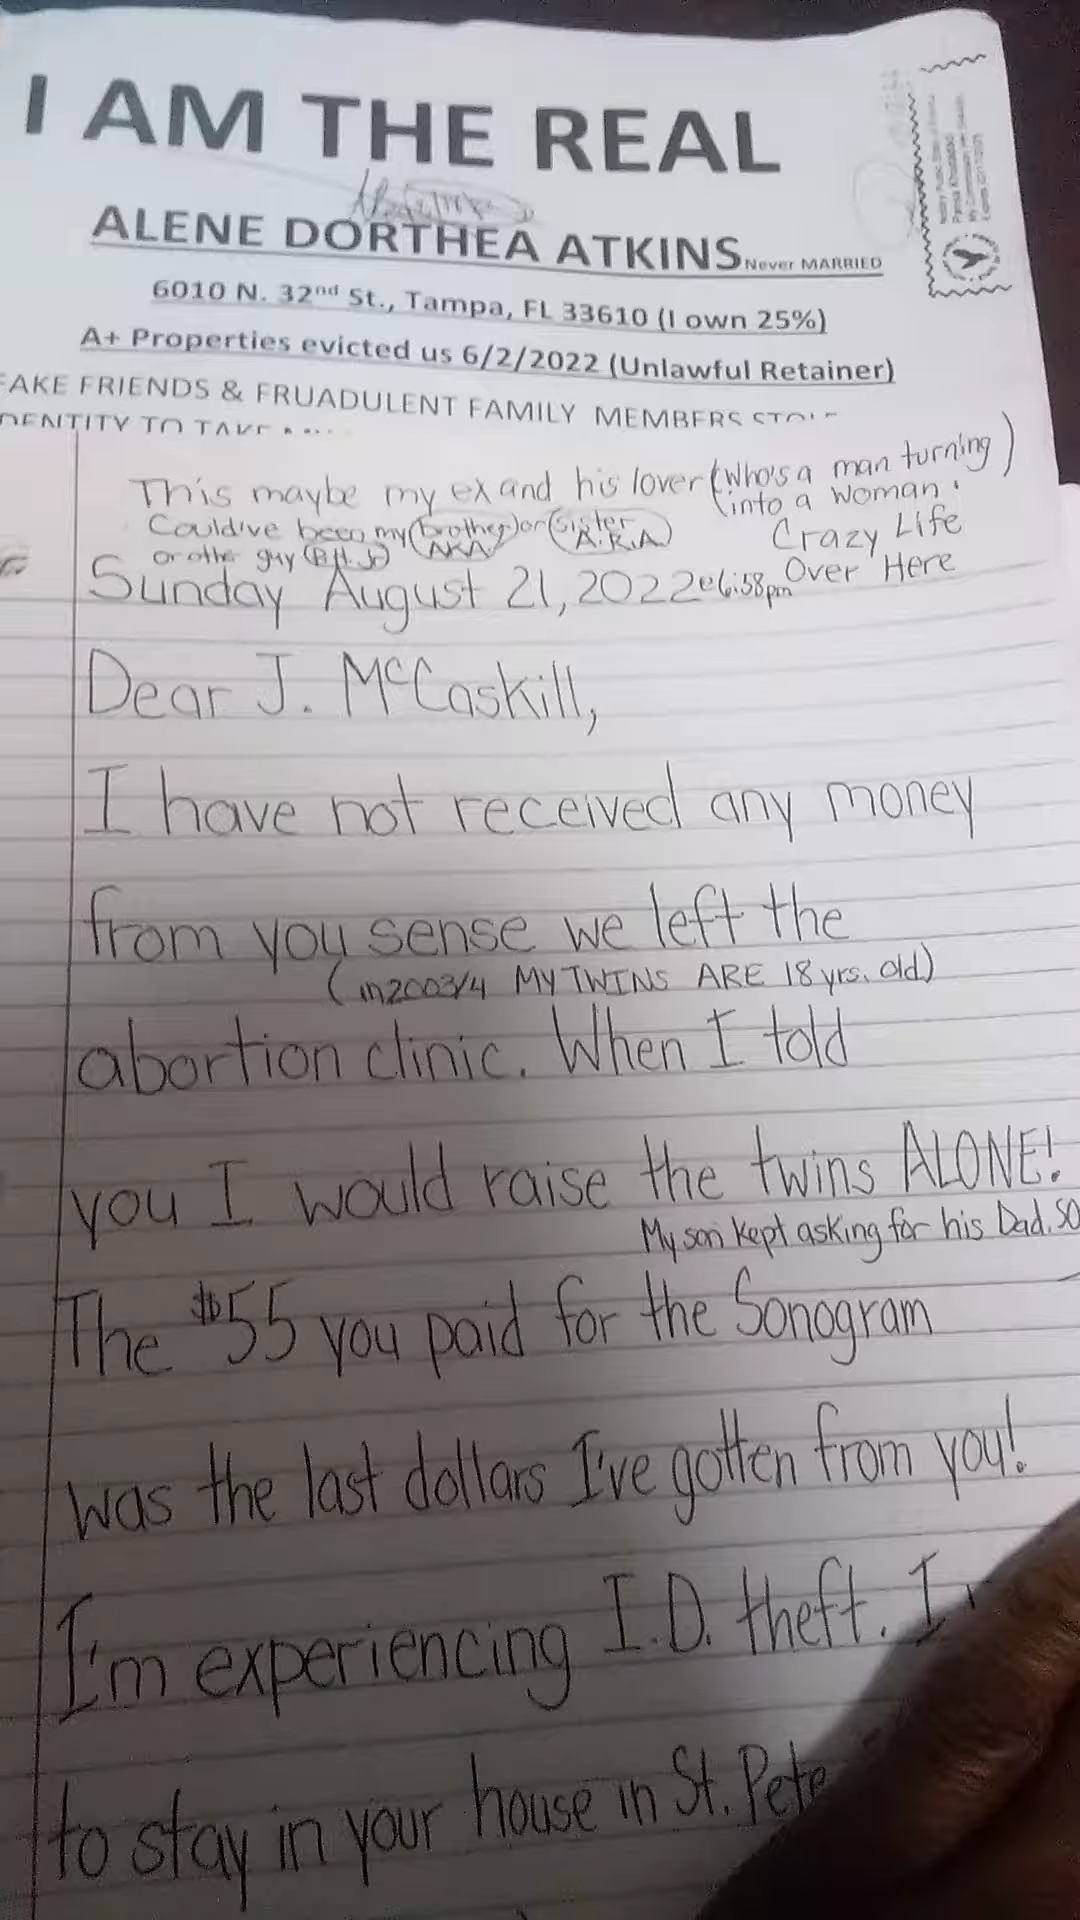 I AM THE REAL
ALENE DORTHEA ATKINS Never MARRIED
6010 N. 32nd St., Tampa, FL 33610 (I own 25%)
A+ Properties evicted us 6/2/2022 (Unlawful Retainer)
FAKE FRIENDS & FRUADULENT FAMILY MEMBERS
This maybe my ex and his lover (who's a man turning into a woman.)
Could've been my (brother) or (sister
A.K.A)
or other guy (B.H. Jr) (AKA
Crazy Life
Over Here
Sunday August 21, 2022 @ 6:58pm
Dear J. McCaskill,
I have not received any money
from you sense we left the
(in 2003/4 MY TWINS ARE 18 yrs. old)
abortion clinic. When I told
you I would raise the twins ALONE!
My son kept asking for his Dad. SO
The $55 you paid for the Sonogram
was the last dollars I've gotten from you!
I'm experiencing I.D. theft. I
to stay in your house in St. Pete